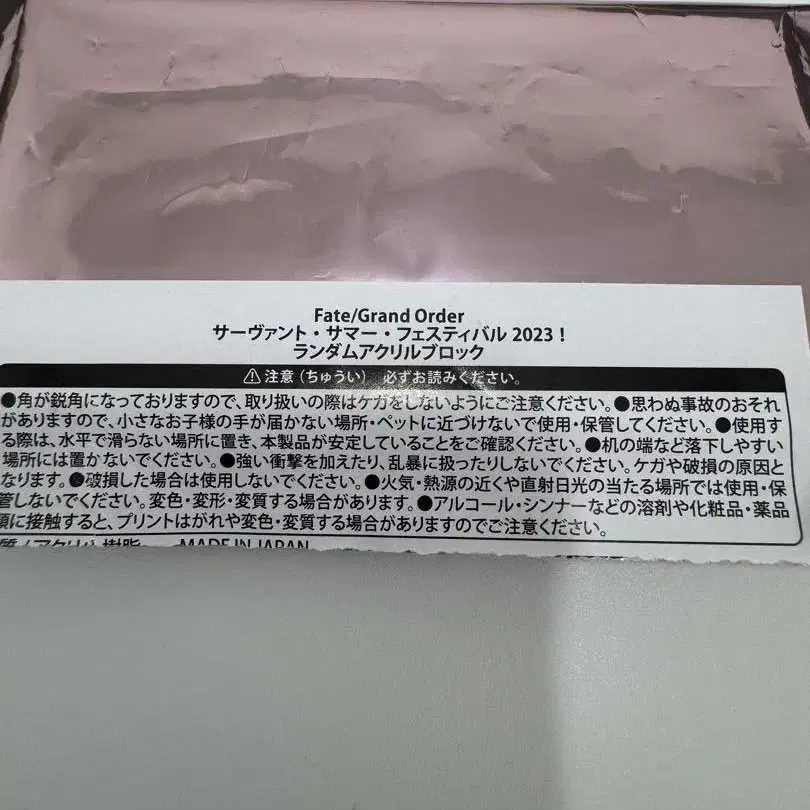 Fate/Grand Order
サーヴァント・サマー・フェスティバル 2023！
ランダムアクリルブロック
⚠注意（ちゅうい） 必ずお読みください。
●角が鋭角になっておりますので、取り扱いの際はケガをしないようにご注意ください。●思わぬ事故のおそれ
がありますので、小さなお子様の手が届かない場所・ペットに近づけないで使用・保管してください。●使用す
る際は、水平で滑らない場所に置き、本製品が安定していることをご確認ください。●机の端など落下しやすい
場所には置かないでください。●強い衝撃を加えたり、乱暴に扱ったりしないでください。ケガや破損の原因と
なります。●破損した場合は使用しないでください。●火気・熱源の近くや直射日光の当たる場所では使用・保
管しないでください。変色・変形・変質する場合があります。●アルコール・シンナーなどの溶剤や化粧品・薬品
類に接触すると、プリントはがれや変色・変質する場合がありますのでご注意ください。
質/アクリル樹脂 MADE IN JAPAN